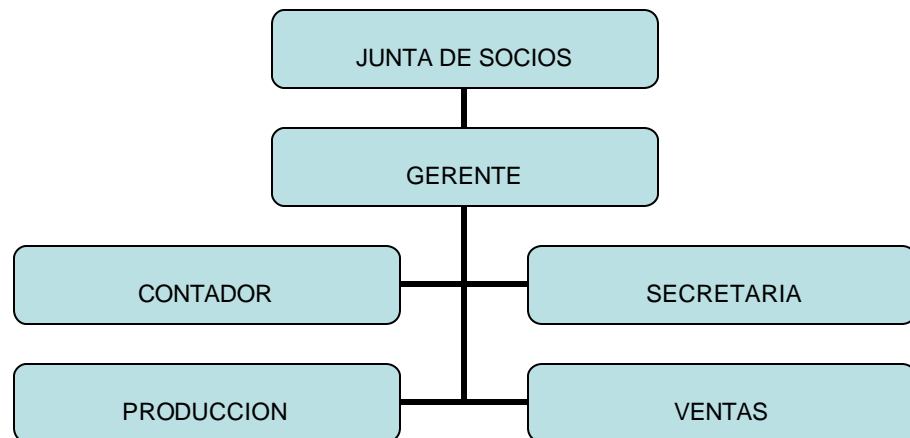 JUNTA DE SOCIOS
GERENTE
CONTADOR
SECRETARIA
PRODUCCION
VENTAS